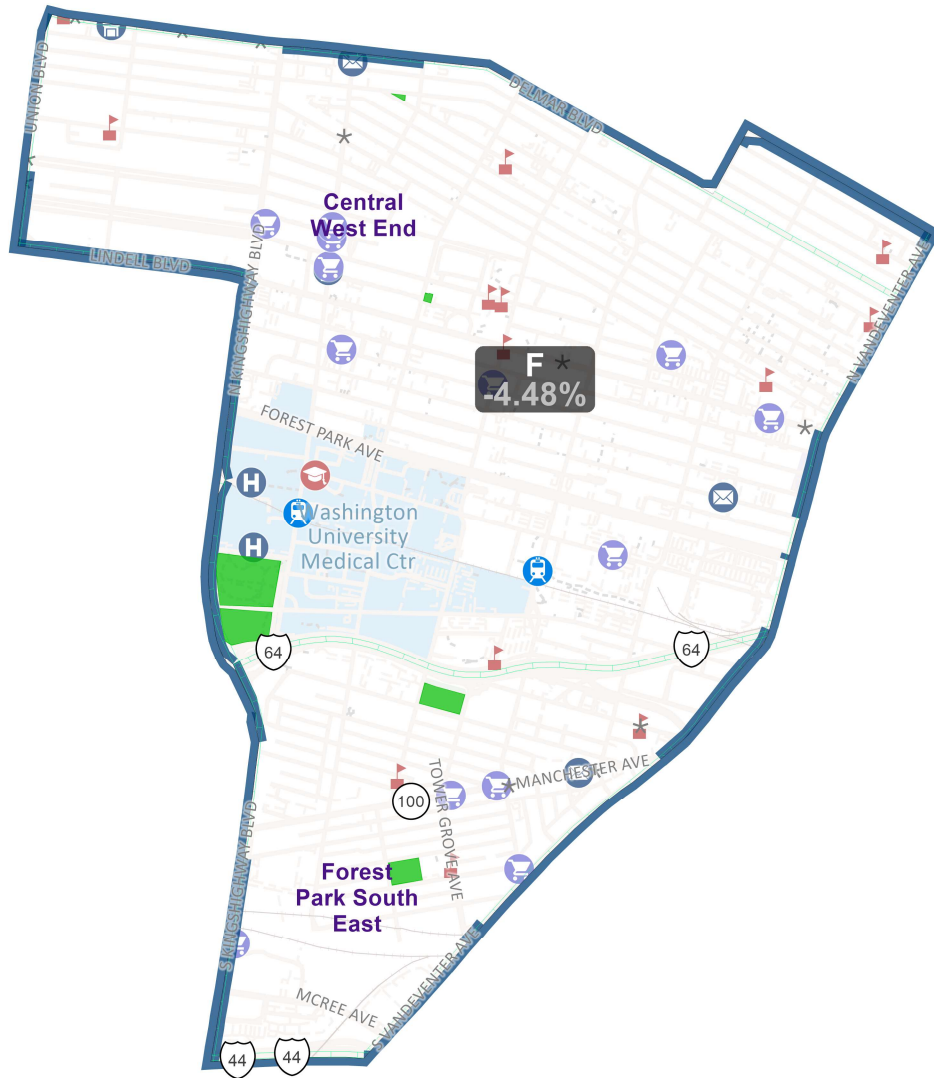 UNION BLVD
DELMAR BLVD
Central
West End
LINDELL BLVD
N KINGSHIGHWAY BLVD
N VANDEVENTER AVE
F
-4.48%
FOREST PARK AVE
H
Washington
University
Medical Ctr
H
64
64
MANCHESTER AVE
TOWER GROVE AVE
100
S KINGSHIGHWAY BLVD
Forest
Park South
East
S VANDEVENTER AVE
MCREE AVE
44
44